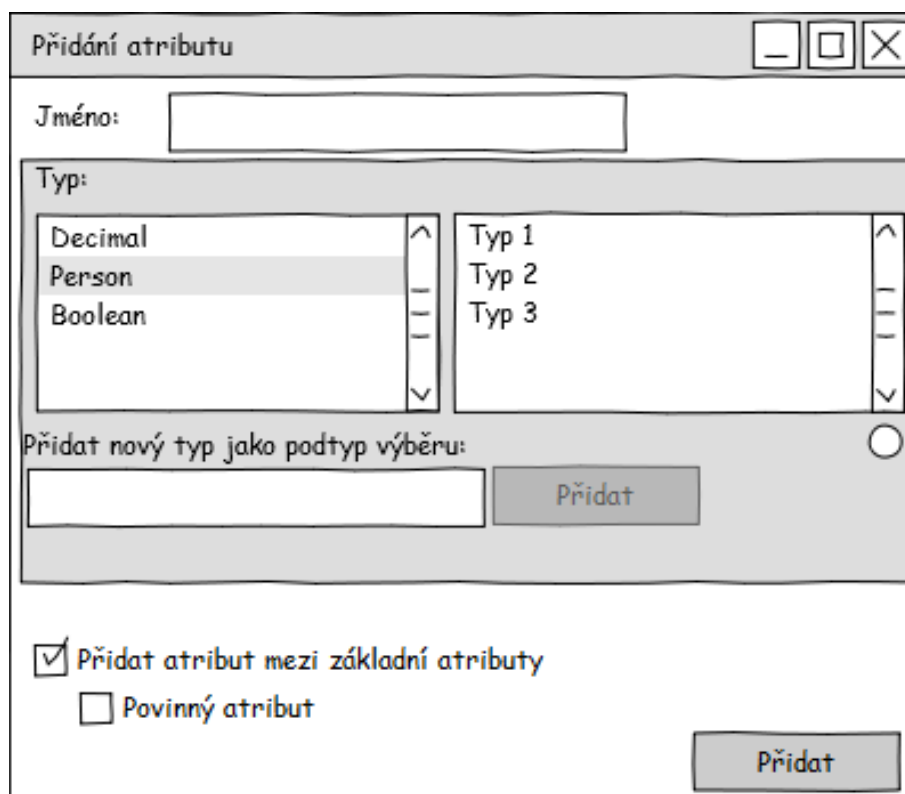 Přidání atributu
Jméno:
Typ:
Decimal
Person
Boolean
Typ 1
Typ 2
Typ 3
Přidat nový typ jako podtyp výběru:
Přidat
Přidat atribut mezi základní atributy
Povinný atribut
Přidat